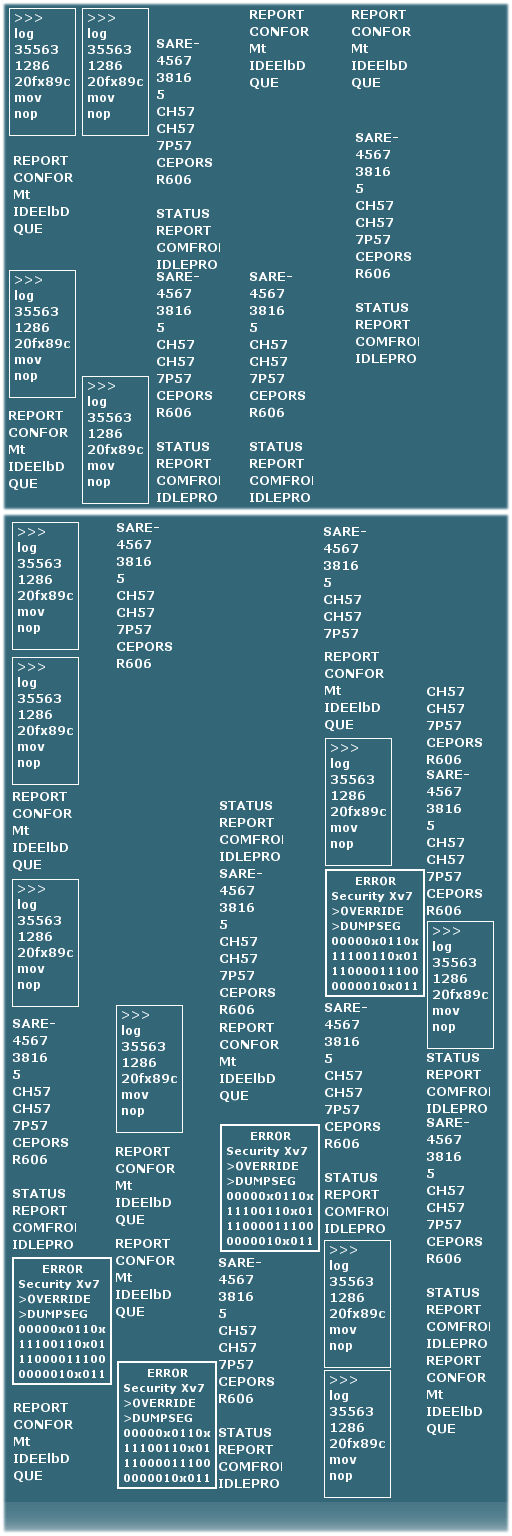 >>>
log
35563
1286
20fx89c
mov
nop
REPORT
CONFOR
Mt
IDEElbD
QUE
>>>
log
35563
1286
20fx89c
mov
nop
REPORT
CONFOR
Mt
IDEElbD
QUE
>>>
log
35563
1286
20fx89c
mov
nop
>>>
log
35563
1286
20fx89c
mov
nop
SARE-
4567
3816
5
CH57
CH57
7P57
CEPORS
R606
STATUS
REPORT
COMFROI
IDLEPRO
SARE-
4567
3816
5
CH57
CH57
7P57
CEPORS
R606
STATUS
REPORT
COMFROI
IDLEPRO
REPORT
CONFOR
Mt
IDEElbD
QUE
SARE-
4567
3816
5
CH57
CH57
7P57
CEPORS
R606
STATUS
REPORT
COMFROI
IDLEPRO
REPORT
CONFOR
Mt
IDEElbD
QUE
SARE-
4567
3816
5
CH57
CH57
7P57
CEPORS
R606
STATUS
REPORT
COMFROI
IDLEPRO
>>>
log
35563
1286
20fx89c
mov
nop
>>>
log
35563
1286
20fx89c
mov
nop
REPORT
CONFOR
Mt
IDEElbD
QUE
>>>
log
35563
1286
20fx89c
mov
nop
SARE-
4567
3816
5
CH57
CH57
7P57
CEPORS
R606
STATUS
REPORT
COMFROI
IDLEPRO
ERROR
Security Xv7
>OVERRIDE
>DUMPSEG
00000x0110x
11100110x01
11000011100
0000010x011
REPORT
CONFOR
Mt
IDEElbD
QUE
SARE-
4567
3816
5
CH57
CH57
7P57
CEPORS
R606
>>>
log
35563
1286
20fx89c
mov
nop
REPORT
CONFOR
Mt
IDEElbD
QUE
REPORT
CONFOR
Mt
IDEElbD
QUE
ERROR
Security Xv7
>OVERRIDE
>DUMPSEG
00000x0110x
11100110x01
11000011100
0000010x011
STATUS
REPORT
COMFROI
IDLEPRO
SARE-
4567
3816
5
CH57
CH57
7P57
CEPORS
R606
REPORT
CONFOR
Mt
IDEElbD
QUE
ERROR
Security Xv7
>OVERRIDE
>DUMPSEG
00000x0110x
11100110x01
11000011100
0000010x011
SARE-
4567
3816
5
CH57
CH57
7P57
CEPORS
R606
STATUS
REPORT
COMFROI
IDLEPRO
SARE-
4567
3816
5
CH57
CH57
7P57
REPORT
CONFOR
Mt
IDEElbD
QUE
>>>
log
35563
1286
20fx89c
mov
nop
ERROR
Security Xv7
>OVERRIDE
>DUMPSEG
00000x0110x
11100110x01
11000011100
0000010x011
SARE-
4567
3816
5
CH57
CH57
7P57
CEPORS
R606
STATUS
REPORT
COMFROI
IDLEPRO
>>>
log
35563
1286
20fx89c
mov
nop
>>>
log
35563
1286
20fx89c
mov
nop
CH57
CH57
7P57
CEPORS
R606
SARE-
4567
3816
5
CH57
CH57
7P57
CEPORS
R606
>>>
log
35563
1286
20fx89c
mov
nop
STATUS
REPORT
COMFROI
IDLEPRO
SARE-
4567
3816
5
CH57
CH57
7P57
CEPORS
R606
STATUS
REPORT
COMFROI
IDLEPRO
REPORT
CONFOR
Mt
IDEElbD
QUE